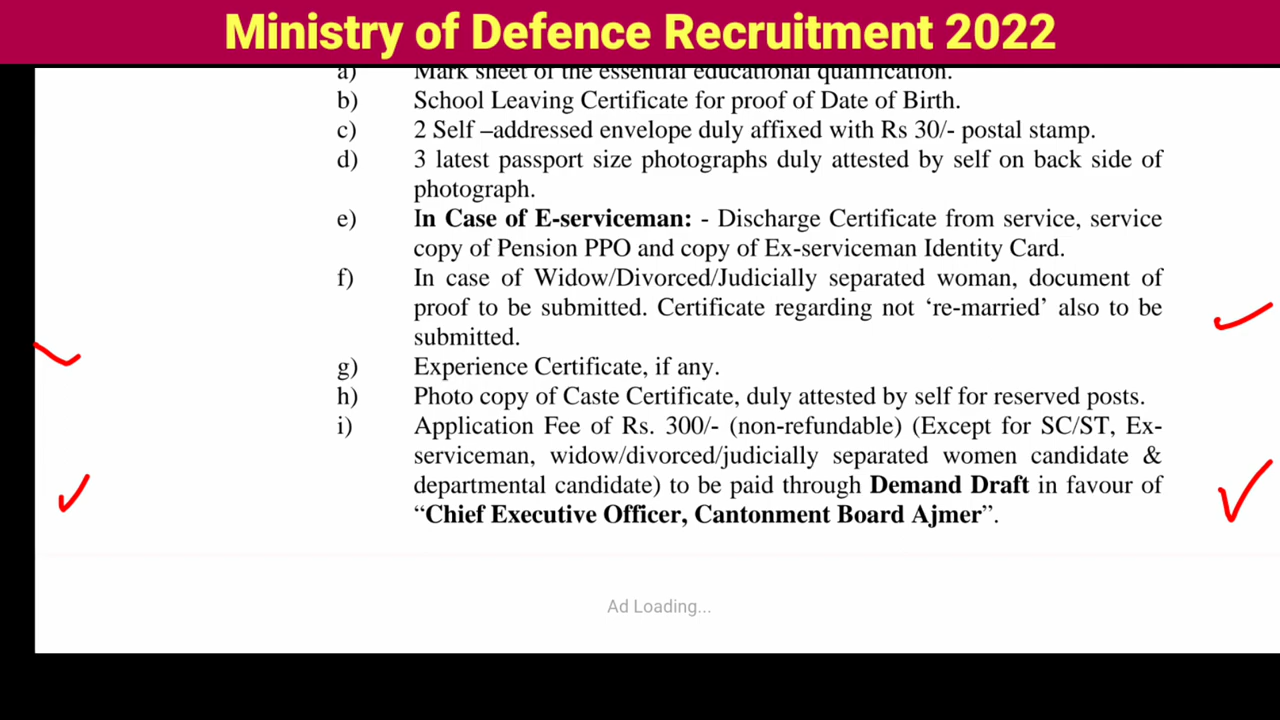 Ministry of Defence Recruitment 2022
a) Mark sheet of the essential educational qualification.
b) School Leaving Certificate for proof of Date of Birth.
c) 2 Self –addressed envelope duly affixed with Rs 30/- postal stamp.
d) 3 latest passport size photographs duly attested by self on back side of
photograph.
e) In Case of E-serviceman: - Discharge Certificate from service, service
copy of Pension PPO and copy of Ex-serviceman Identity Card.
f) In case of Widow/Divorced/Judicially separated woman, document of
proof to be submitted. Certificate regarding not ‘re-married’ also to be
submitted.
g) Experience Certificate, if any.
h) Photo copy of Caste Certificate, duly attested by self for reserved posts.
i) Application Fee of Rs. 300/- (non-refundable) (Except for SC/ST, Ex-
serviceman, widow/divorced/judicially separated women candidate &
departmental candidate) to be paid through Demand Draft in favour of
“Chief Executive Officer, Cantonment Board Ajmer”.
Ad Loading...